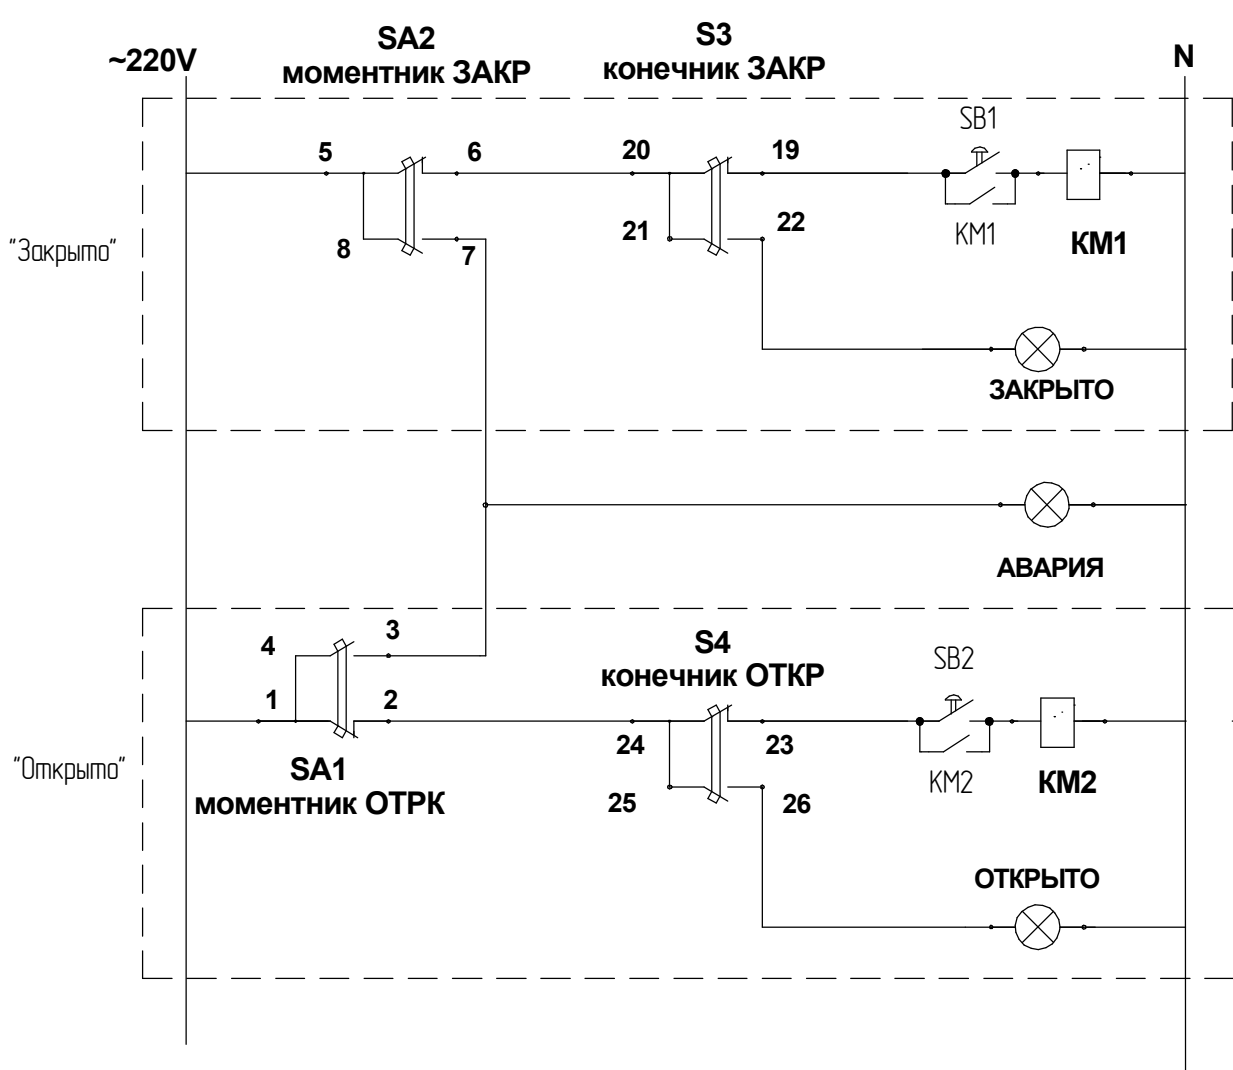 SA2
моментник ЗАКР
S3
конечник ЗАКР
~220V
N
SB1
5
6
20
19
8
7
21
22
KM1
КМ1
"Закрыто"
ЗАКРЫТО
АВАРИЯ
4
3
S4
конечник ОТКР
SB2
1
2
24
23
SA1
моментник ОТРК
25
26
KM2
КМ2
"Открыто"
ОТКРЫТО